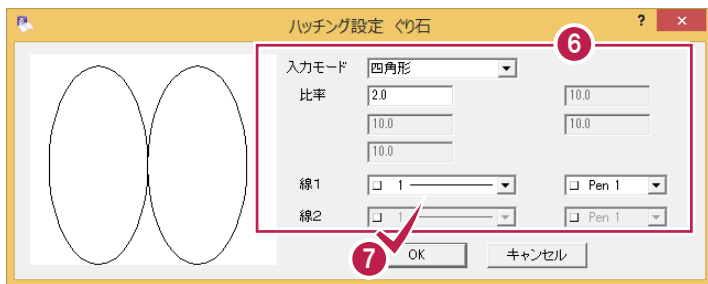 ハッチング設定 ぐり石 ? ×
6
入力モード 四角形
比率 2.0 10.0
10.0 10.0
10.0
線1 1 Pen 1
線2 1 Pen 1
7 OK キャンセル